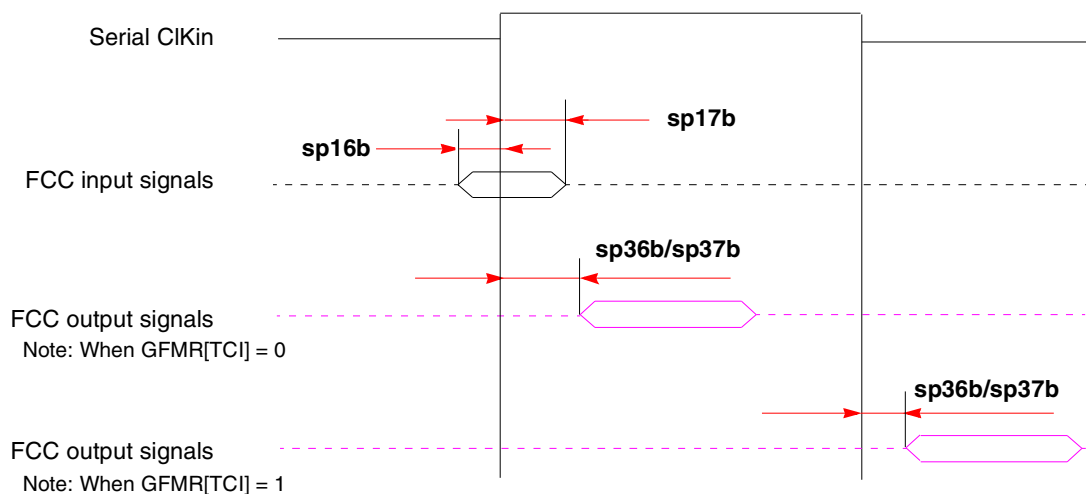 Serial ClKin
sp17b
sp16b
FCC input signals
sp36b/sp37b
FCC output signals
Note: When GFMR[TCI] = 0
sp36b/sp37b
FCC output signals
Note: When GFMR[TCI] = 1